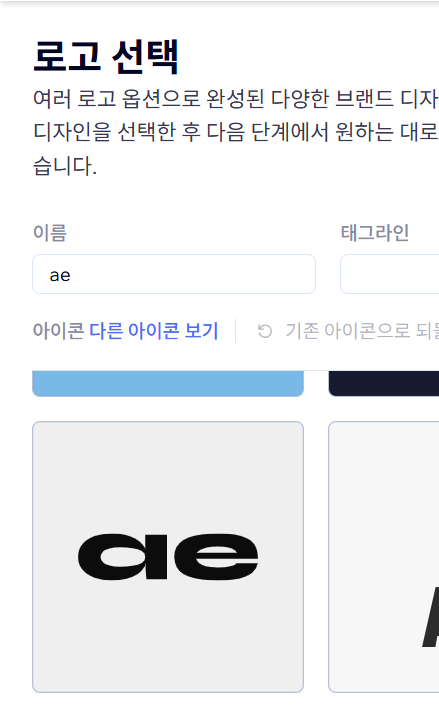 로고 선택
여러 로고 옵션으로 완성된 다양한 브랜드 디자
디자인을 선택한 후 다음 단계에서 원하는 대로
습니다.
이름 태그라인
ae
아이콘 다른 아이콘 보기 기존 아이콘으로 되
ae